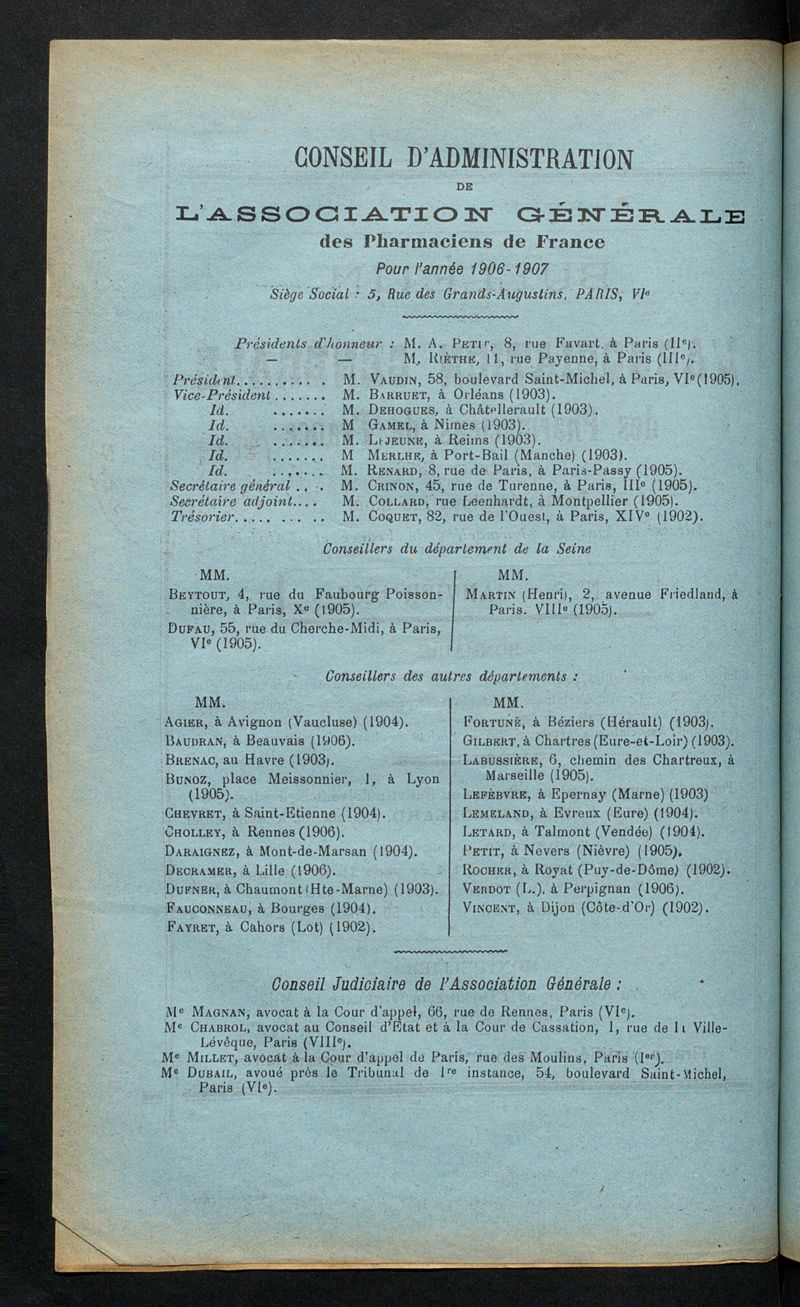 CONSEIL D'ADMINISTRATION
DE
L'ASSOCIATION GÉNÉRALE
des Pharmaciens de France
Pour l'année 1906-1907
Siège Social : 5, Rue des Grands-Augustins, PARIS, VIe
Présidents d'honneur : M. A. PETIT, 8, rue Favart, à Paris (IIe).
— — M. RIÈTHE, 11, rue Payenne, à Paris (IIIe).
Président........... M. VAUDIN, 58, boulevard Saint-Michel, à Paris, VIe (1905).
Vice-Président ....... M. BARRUET, à Orléans (1903).
Id. ....... M. DEHOGUES, à Châtellerault (1903).
Id. ....... M GAMEL, à Nimes (1903).
Id. ....... M. LEJEUNE, à Reims (1903).
Id. ....... M MERLHE, à Port-Bail (Manche) (1903).
Id. ....... M. RENARD, 8, rue de Paris, à Paris-Passy (1905).
Secrétaire général .. . M. CRINON, 45, rue de Turenne, à Paris, IIIe (1905).
Secrétaire adjoint.... M. COLLARD, rue Leenhardt, à Montpellier (1905).
Trésorier..... ... .. M. COQUET, 82, rue de l'Ouest, à Paris, XIVe (1902).
Conseillers du département de la Seine
MM.
BEYTOUT, 4, rue du Faubourg Poisson-
nière, à Paris, Xe (1905).
DUFAU, 55, rue du Cherche-Midi, à Paris,
VIe (1905).
MM.
MARTIN (Henri), 2, avenue Friedland, à
Paris. VIIIe (1905).
Conseillers des autres départements :
MM.
AGIER, à Avignon (Vaucluse) (1904).
BAUDRAN, à Beauvais (1906).
BRENAC, au Havre (1903).
BUNOZ, place Meissonnier, 1, à Lyon
(1905).
CHEVRET, à Saint-Etienne (1904).
CHOLLEY, à Rennes (1906).
DARAIGNEZ, à Mont-de-Marsan (1904).
DECRAMER, à Lille (1906).
DUFNER, à Chaumont (Hte-Marne) (1903).
FAUCONNEAU, à Bourges (1904).
FAYRET, à Cahors (Lot) (1902).
MM.
FORTUNÉ, à Béziers (Hérault) (1903).
GILBERT, à Chartres (Eure-et-Loir) (1903).
LABUSSIÈRE, 6, chemin des Chartreux, à
Marseille (1905).
LEFÈBVRE, à Epernay (Marne) (1903)
LEMELAND, à Evreux (Eure) (1904).
LETARD, à Talmont (Vendée) (1904).
PETIT, à Nevers (Nièvre) (1905).
ROCHER, à Royat (Puy-de-Dôme) (1902).
VERDOT (L.), à Perpignan (1906).
VINCENT, à Dijon (Côte-d'Or) (1902).
Conseil Judiciaire de l'Association Générale :
Me MAGNAN, avocat à la Cour d'appel, 66, rue de Rennes, Paris (VIe).
Me CHABROL, avocat au Conseil d'Etat et à la Cour de Cassation, 1, rue de la Ville-
Lévêque, Paris (VIIIe).
Me MILLET, avocat à la Cour d'appel de Paris, rue des Moulins, Paris (Ier).
Me DUBAIL, avoué près le Tribunal de 1re instance, 54, boulevard Saint-Michel,
Paris (VIe).